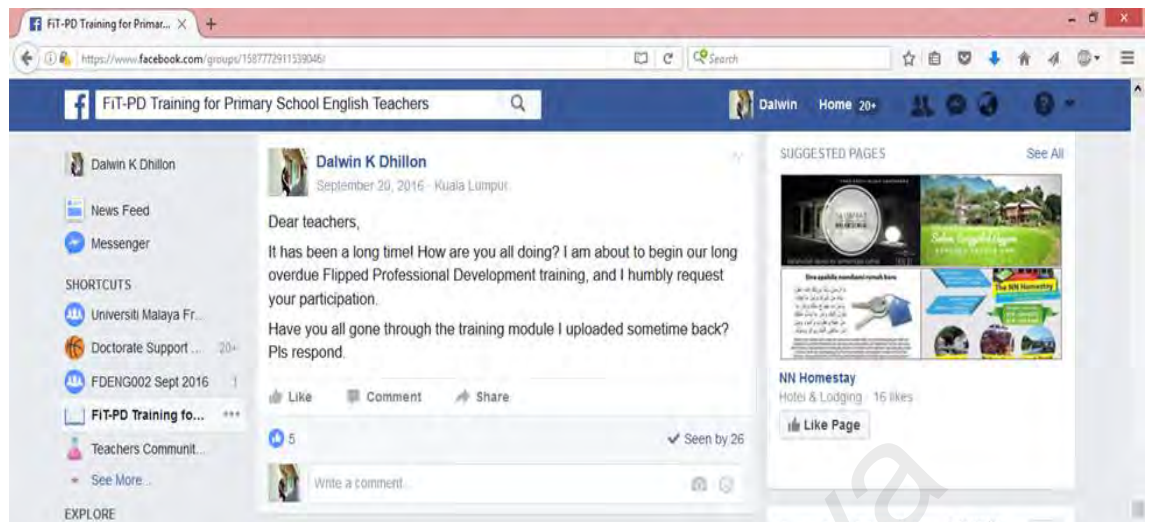 FiT-PD Training for Primar...
https://www.facebook.com/groups/1587772911539046/
Search
FiT-PD Training for Primary School English Teachers
Dalwin
Home 20+
Dalwin K Dhillon
News Feed
Messenger
SHORTCUTS
Universiti Malaya Fr...
Doctorate Support ... 20+
FDENG002 Sept 2016 1
FiT-PD Training fo...
Teachers Communit...
See More...
EXPLORE
Dalwin K Dhillon
September 20, 2016 · Kuala Lumpur
Dear teachers,
It has been a long time! How are you all doing? I am about to begin our long
overdue Flipped Professional Development training, and I humbly request
your participation.
Have you all gone through the training module I uploaded sometime back?
Pls respond.
Like Comment Share
5
Seen by 26
Write a comment...
SUGGESTED PAGES
See All
The NN Homestay
NN Homestay
Hotel & Lodging · 16 likes
Like Page